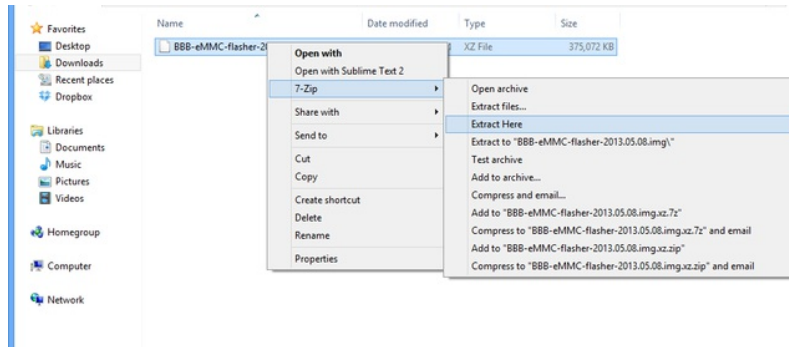 Name Date modified Type Size
Favorites
Desktop
Downloads
Recent places
Dropbox
Libraries
Documents
Music
Pictures
Videos
Homegroup
Computer
Network
BBB-eMMC-flasher-20 XZ File 375,072 KB
Open with
Open with Sublime Text 2
7-Zip
Share with
Send to
Cut
Copy
Create shortcut
Delete
Rename
Properties
Open archive
Extract files...
Extract Here
Extract to "BBB-eMMC-flasher-2013.05.08.img\"
Test archive
Add to archive...
Compress and email...
Add to "BBB-eMMC-flasher-2013.05.08.img.xz.7z"
Compress to "BBB-eMMC-flasher-2013.05.08.img.xz.7z" and email
Add to "BBB-eMMC-flasher-2013.05.08.img.xz.zip"
Compress to "BBB-eMMC-flasher-2013.05.08.img.xz.zip" and email